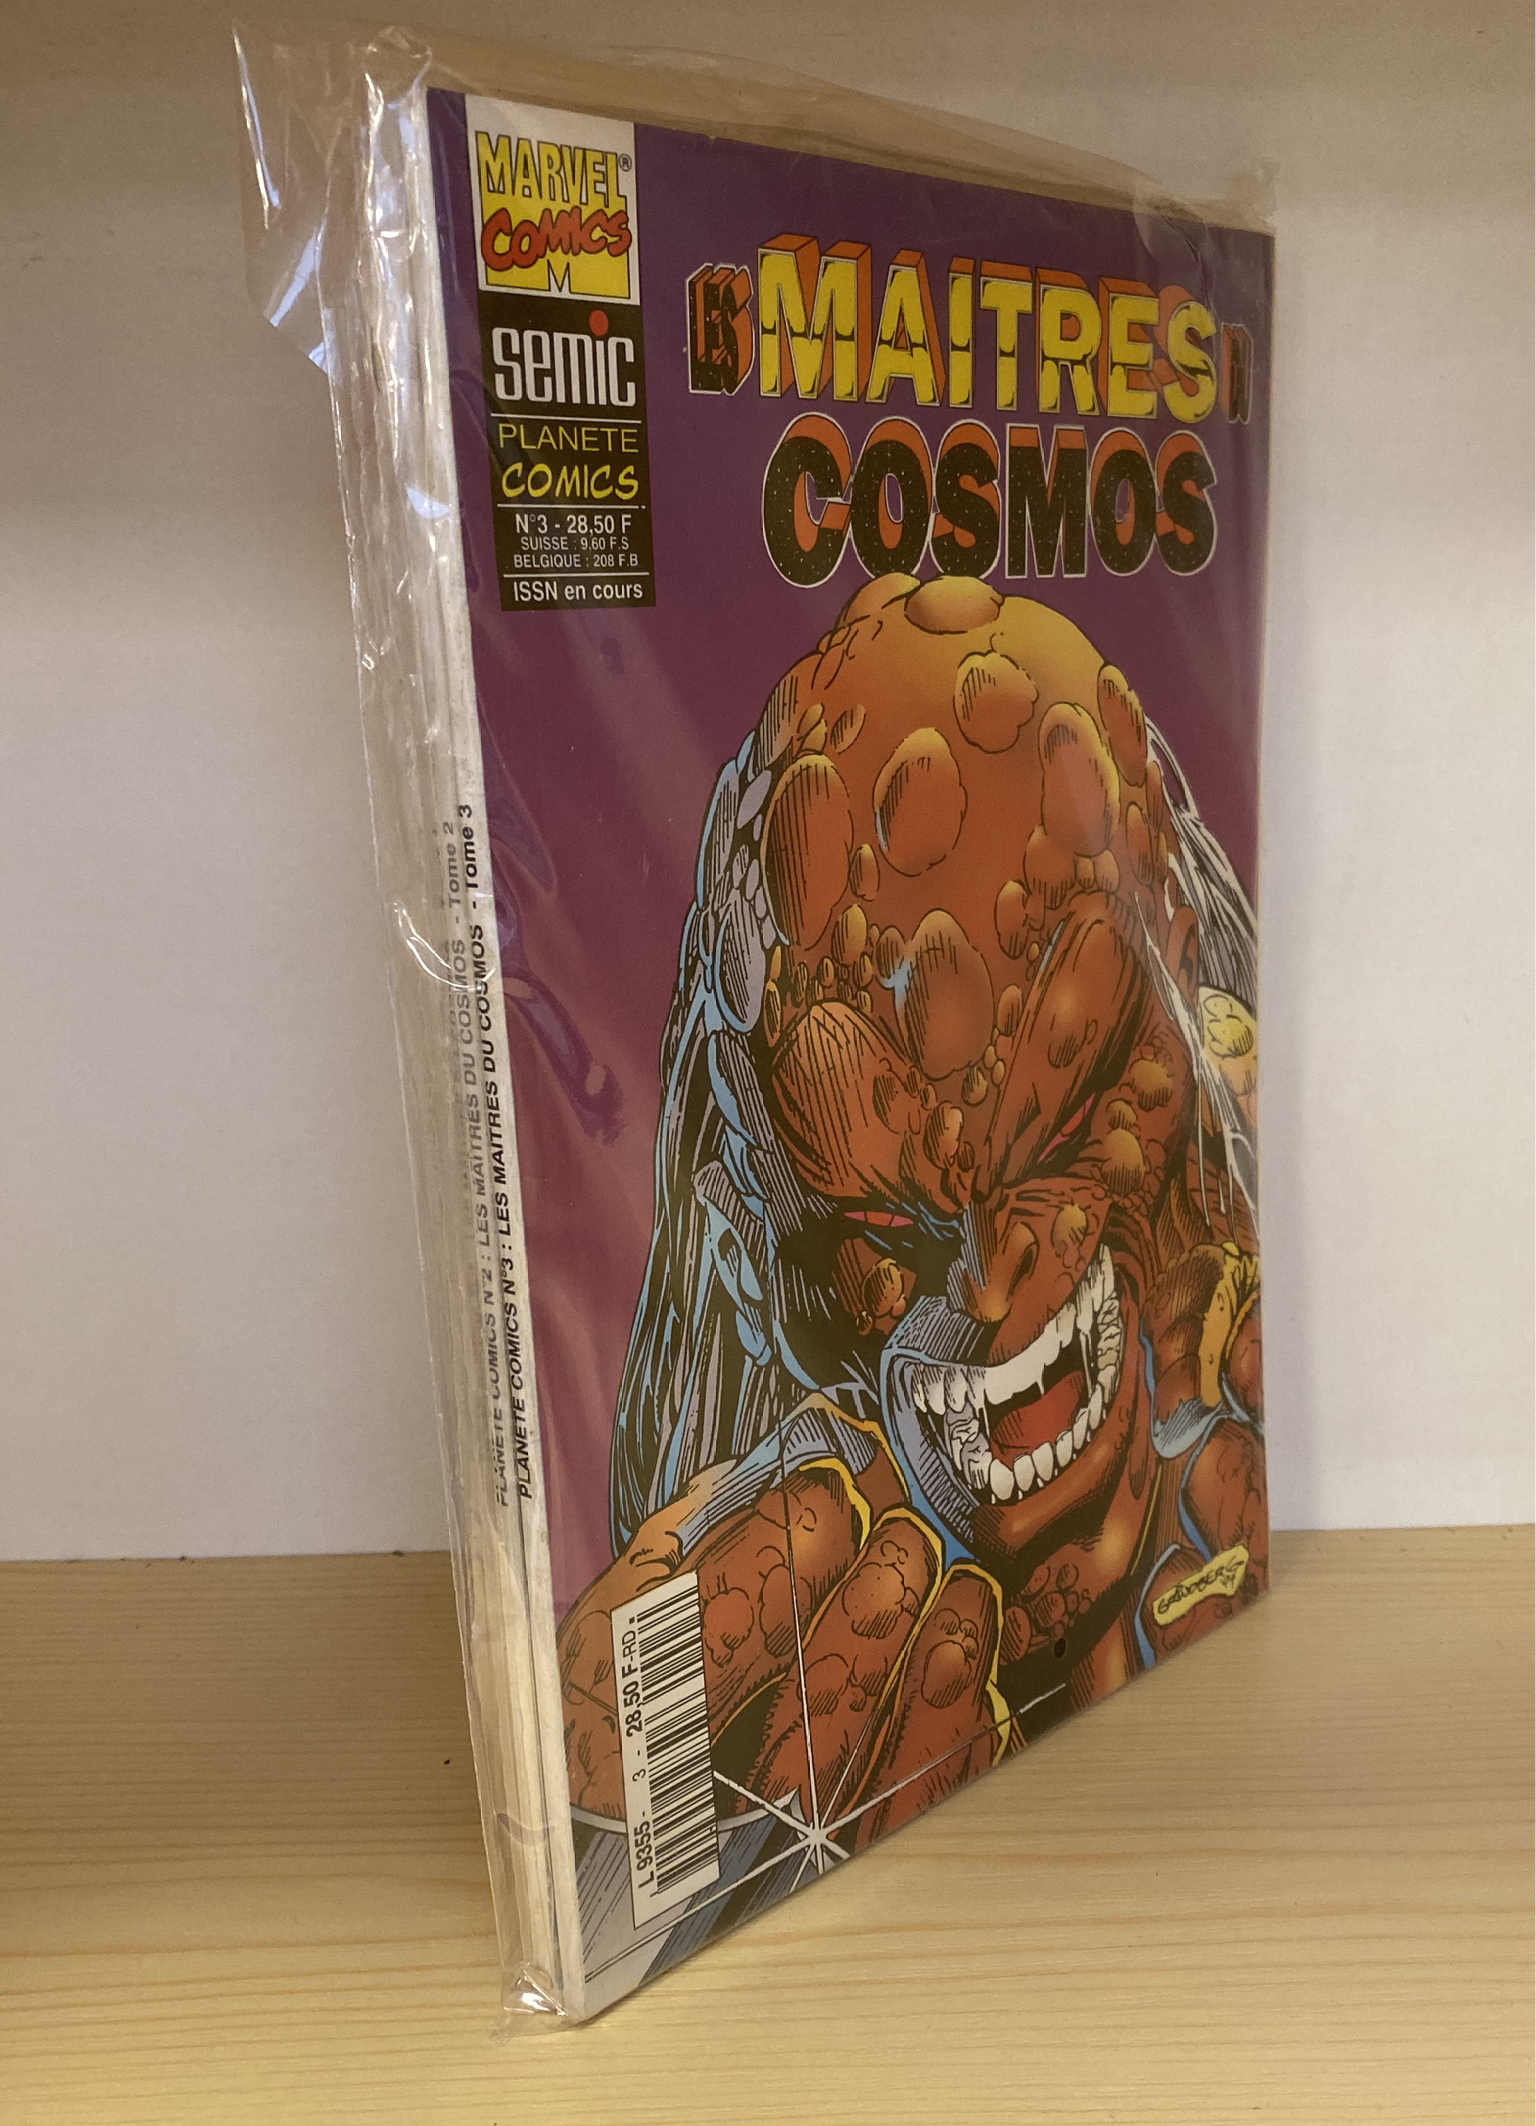 MARVEL®
COMICS
M
semic
PLANETE
COMICS
N°3 - 28,50 F
SUISSE : 9,60 F.S
BELGIQUE : 208 F.B
ISSN en cours
LES MAITRES
COSMOS
PLANETE COMICS N°2 : LES MAITRES DU COSMOS - Tome 2
PLANETE COMICS N°3 : LES MAITRES DU COSMOS - Tome 3
L 9355 - 3 - 28,50 F-RD
GRINDBERG